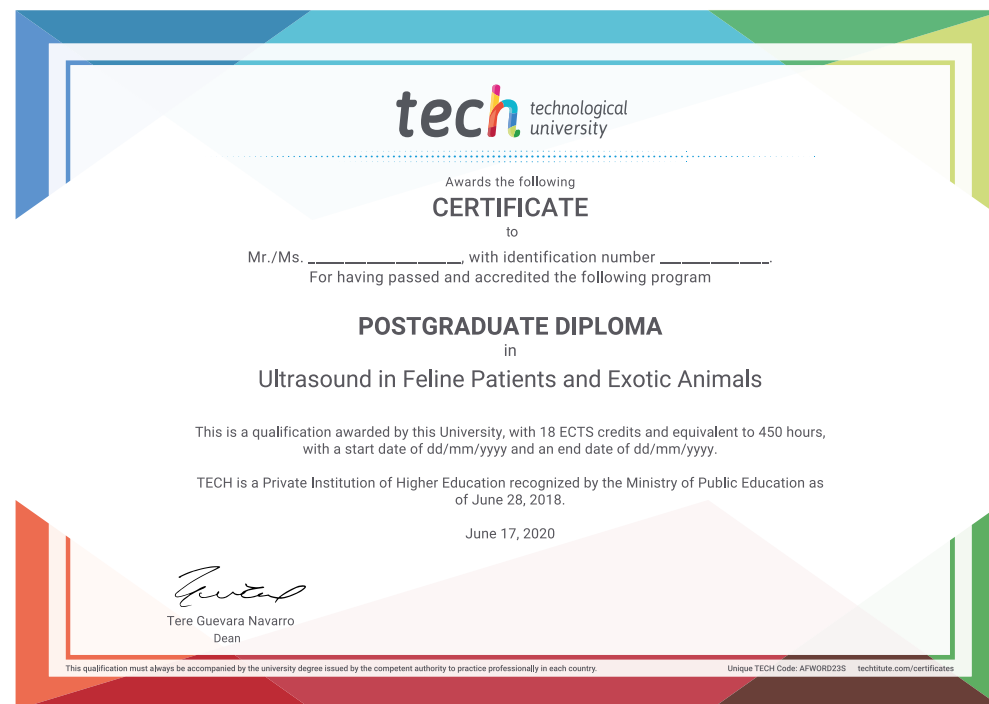 tech technological
university
Awards the following
CERTIFICATE
to
Mr./Ms. ____________________, with identification number ______________.
For having passed and accredited the following program
POSTGRADUATE DIPLOMA
in
Ultrasound in Feline Patients and Exotic Animals
This is a qualification awarded by this University, with 18 ECTS credits and equivalent to 450 hours,
with a start date of dd/mm/yyyy and an end date of dd/mm/yyyy.
TECH is a Private Institution of Higher Education recognized by the Ministry of Public Education as
of June 28, 2018.
June 17, 2020
Tere Guevara Navarro
Dean
This qualification must always be accompanied by the university degree issued by the competent authority to practice professionally in each country.
Unique TECH Code: AFWORD23S techtitute.com/certificates